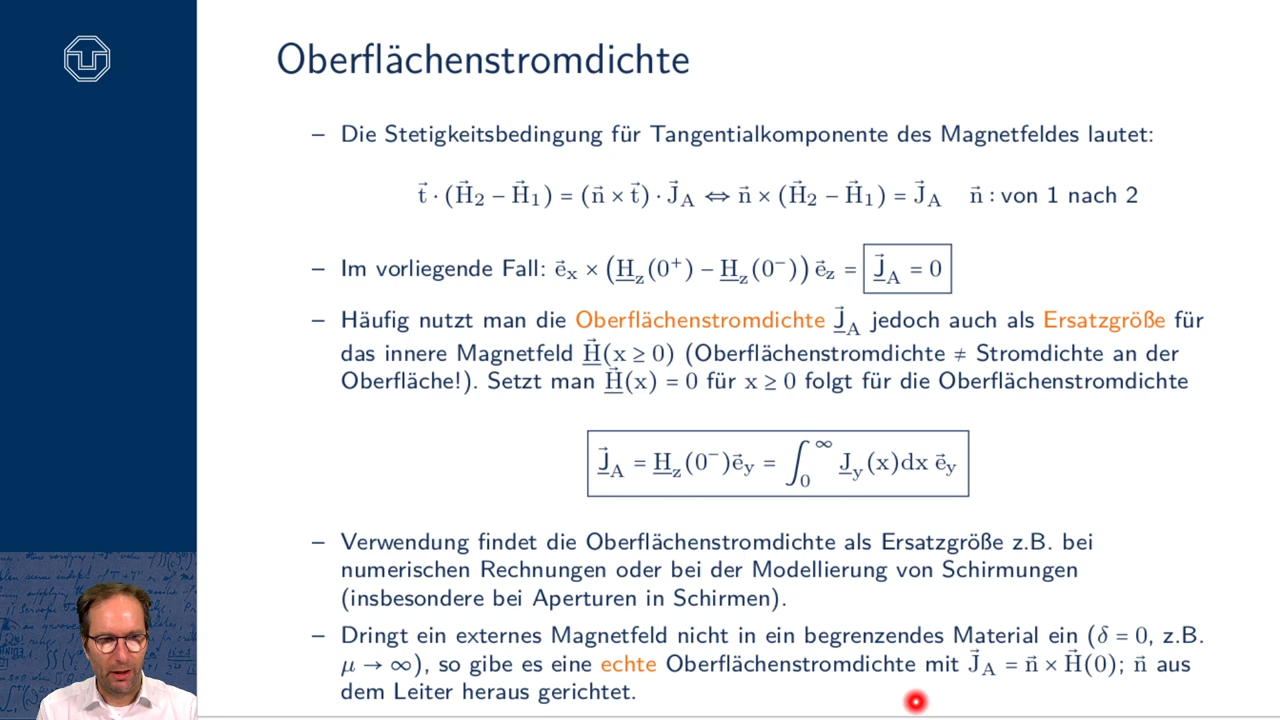 Oberflächenstromdichte
– Die Stetigkeitsbedingung für Tangentialkomponente des Magnetfeldes lautet:
t⃗ · (H⃗₂ − H⃗₁) = (n⃗ × t⃗) · J⃗_A ⇔ n⃗ × (H⃗₂ − H⃗₁) = J⃗_A n⃗ : von 1 nach 2
– Im vorliegende Fall: e⃗ₓ × (H̲_z(0⁺) − H̲_z(0⁻)) e⃗_z = J̲⃗_A = 0
– Häufig nutzt man die Oberflächenstromdichte J̲⃗_A jedoch auch als Ersatzgröße für
das innere Magnetfeld H̲⃗(x ≥ 0) (Oberflächenstromdichte ≠ Stromdichte an der
Oberfläche!). Setzt man H̲⃗(x) = 0 für x ≥ 0 folgt für die Oberflächenstromdichte
J̲⃗_A = H̲_z(0⁻)e⃗_y = ∫₀^∞ J̲_y(x)dx e⃗_y
– Verwendung findet die Oberflächenstromdichte als Ersatzgröße z.B. bei
numerischen Rechnungen oder bei der Modellierung von Schirmungen
(insbesondere bei Aperturen in Schirmen).
– Dringt ein externes Magnetfeld nicht in ein begrenzendes Material ein (δ = 0, z.B.
μ → ∞), so gibe es eine echte Oberflächenstromdichte mit J⃗_A = n⃗ × H⃗(0); n⃗ aus
dem Leiter heraus gerichtet.